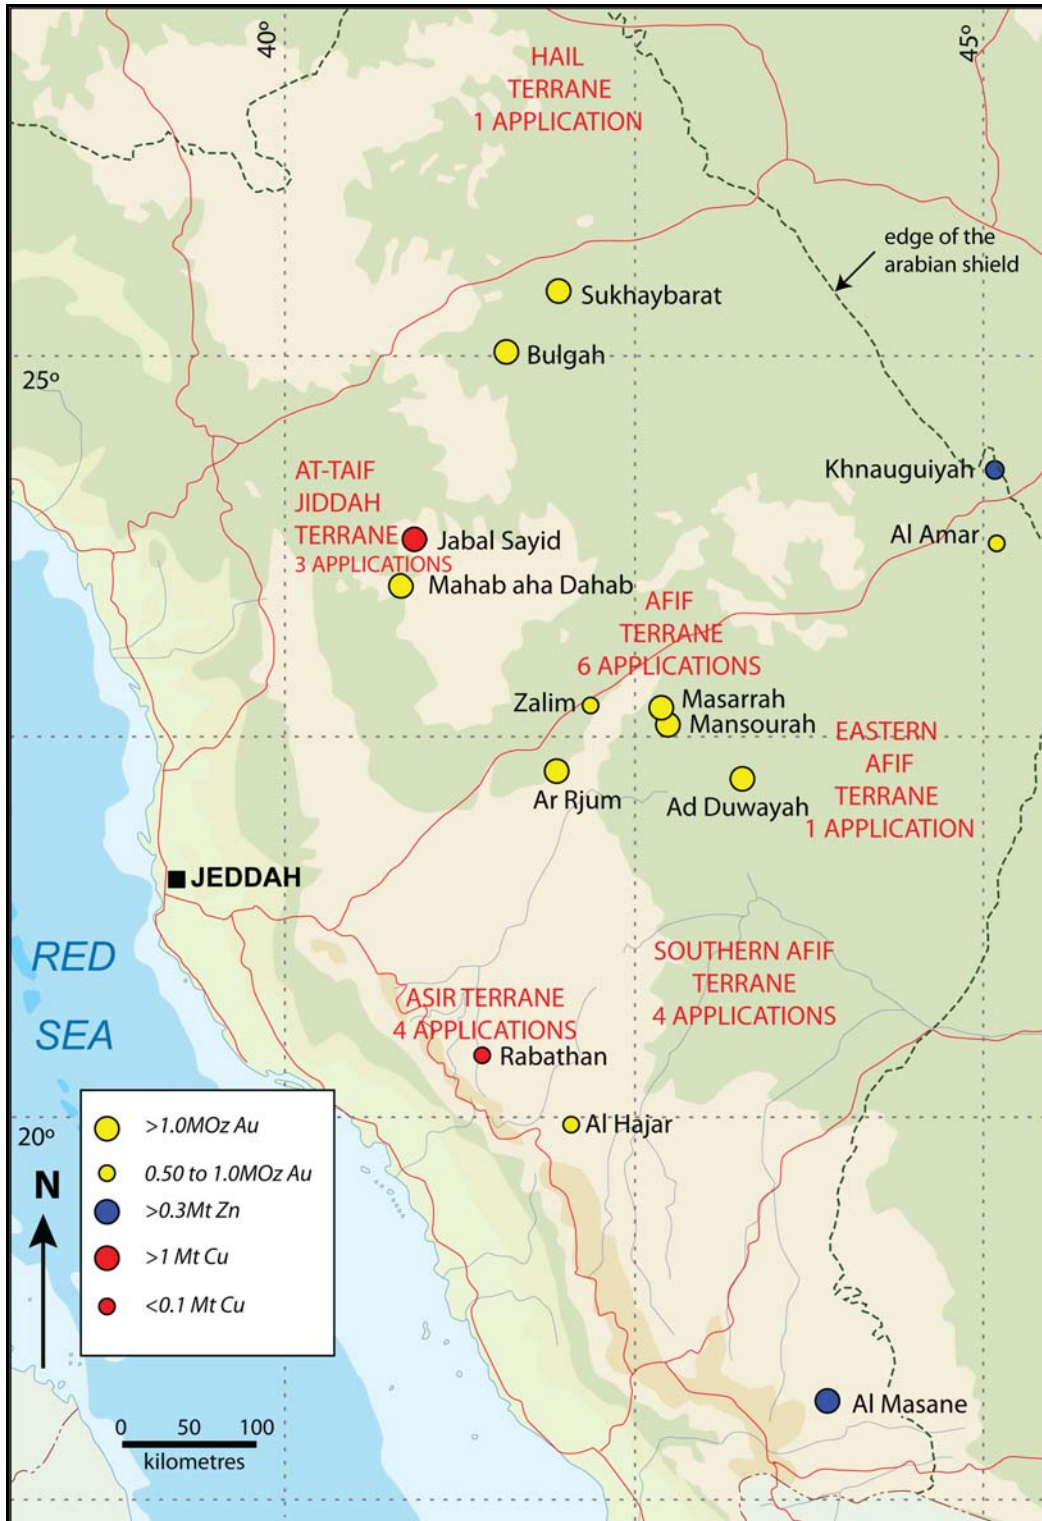 40º
45º
HAIL
TERRANE
1 APPLICATION
edge of the
arabian shield
Sukhaybarat
Bulgah
25º
Khnauguiyah
AT-TAIF
JIDDAH
TERRANE
3 APPLICATIONS
Jabal Sayid
Al Amar
Mahab aha Dahab
AFIF
TERRANE
6 APPLICATIONS
Zalim
Masarrah
Mansourah
EASTERN
AFIF
TERRANE
1 APPLICATION
Ar Rjum
Ad Duwayah
JEDDAH
RED
SEA
SOUTHERN AFIF
TERRANE
4 APPLICATIONS
ASIR TERRANE
4 APPLICATIONS
Rabathan
Al Hajar
20º
N
>1.0MOz Au
0.50 to 1.0MOz Au
>0.3Mt Zn
>1 Mt Cu
<0.1 Mt Cu
Al Masane
0 50 100
kilometres